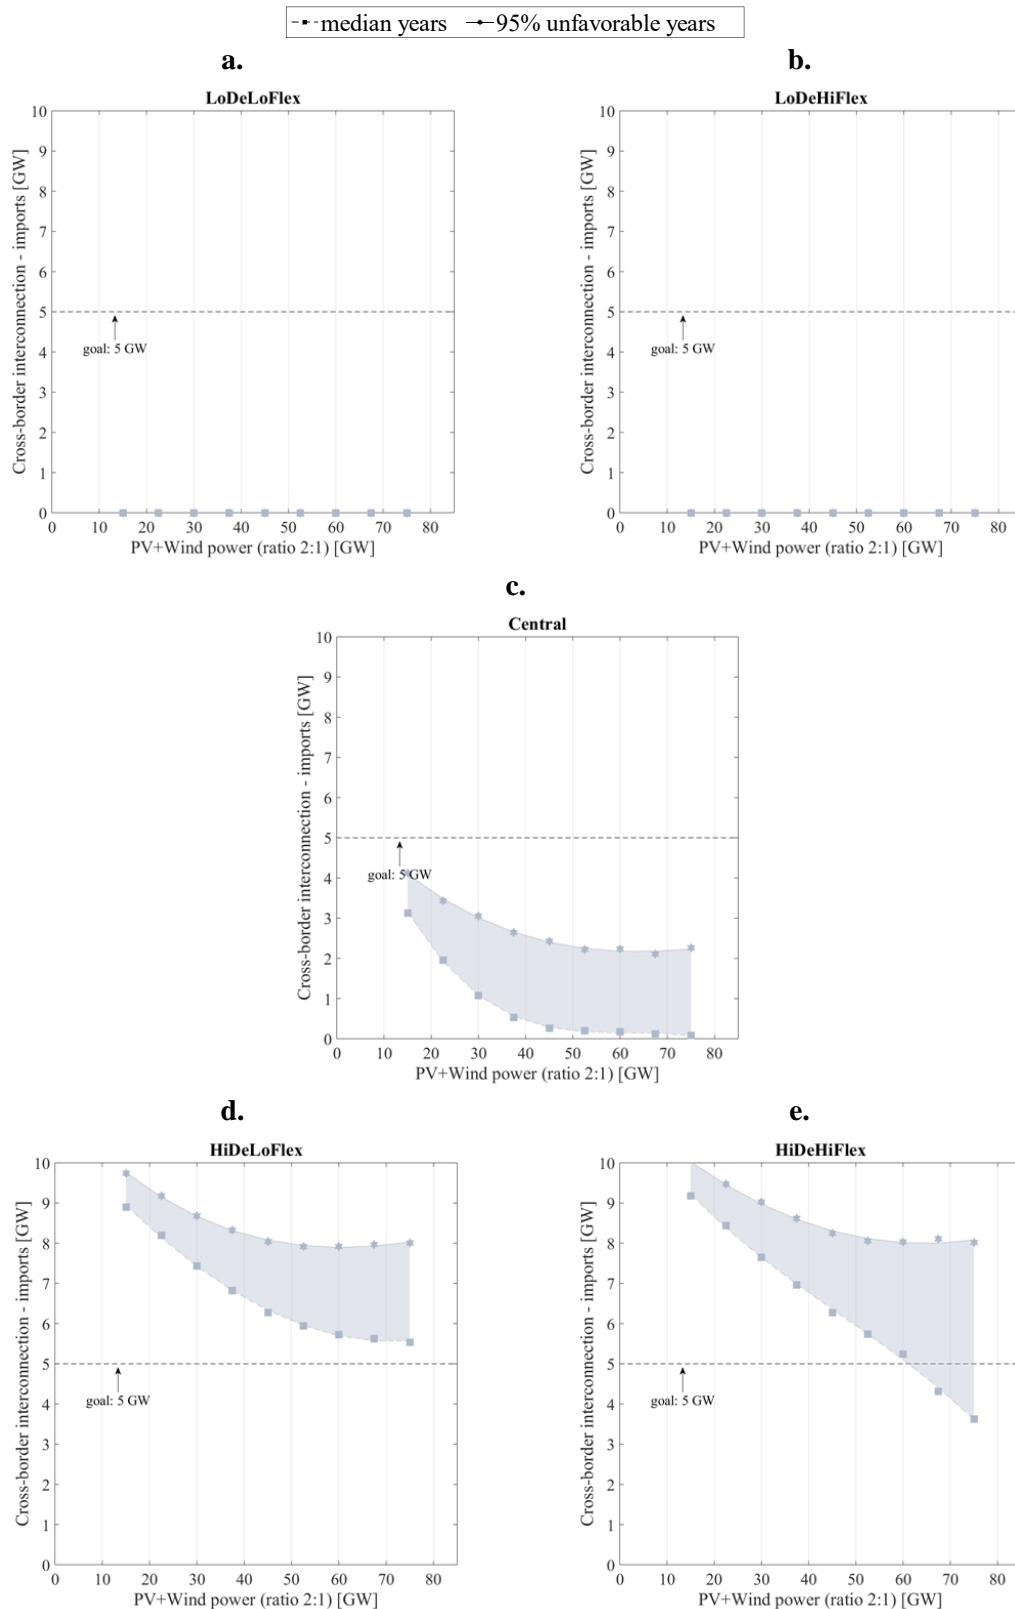 median years 95% unfavorable years
a.
LoDeLoFlex
Cross-border interconnection - imports [GW]
10
9
8
7
6
5
4
3
2
1
0
goal: 5 GW
0 10 20 30 40 50 60 70 80
PV+Wind power (ratio 2:1) [GW]
b.
LoDeHiFlex
Cross-border interconnection - imports [GW]
10
9
8
7
6
5
4
3
2
1
0
goal: 5 GW
0 10 20 30 40 50 60 70 80
PV+Wind power (ratio 2:1) [GW]
c.
Central
Cross-border interconnection - imports [GW]
10
9
8
7
6
5
4
3
2
1
0
goal: 5 GW
0 10 20 30 40 50 60 70 80
PV+Wind power (ratio 2:1) [GW]
d.
HiDeLoFlex
Cross-border interconnection - imports [GW]
10
9
8
7
6
5
4
3
2
1
0
goal: 5 GW
0 10 20 30 40 50 60 70 80
PV+Wind power (ratio 2:1) [GW]
e.
HiDeHiFlex
Cross-border interconnection - imports [GW]
10
9
8
7
6
5
4
3
2
1
0
goal: 5 GW
0 10 20 30 40 50 60 70 80
PV+Wind power (ratio 2:1) [GW]